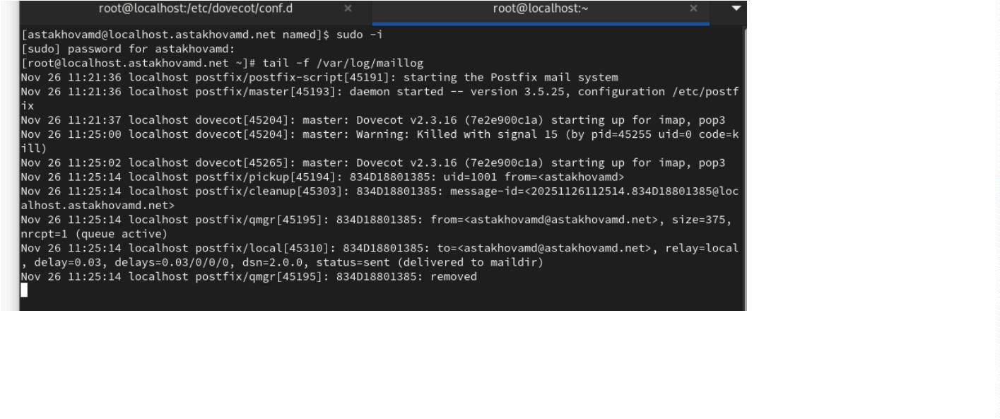 root@localhost:/etc/dovecot/conf.d × root@localhost:~ ×
[astakhovamd@localhost.astakhovamd.net named]$ sudo -i
[sudo] password for astakhovamd:
[root@localhost.astakhovamd.net ~]# tail -f /var/log/maillog
Nov 26 11:21:36 localhost postfix/postfix-script[45191]: starting the Postfix mail system
Nov 26 11:21:36 localhost postfix/master[45193]: daemon started -- version 3.5.25, configuration /etc/postf
ix
Nov 26 11:21:37 localhost dovecot[45204]: master: Dovecot v2.3.16 (7e2e900c1a) starting up for imap, pop3
Nov 26 11:25:00 localhost dovecot[45204]: master: Warning: Killed with signal 15 (by pid=45255 uid=0 code=k
ill)
Nov 26 11:25:02 localhost dovecot[45265]: master: Dovecot v2.3.16 (7e2e900c1a) starting up for imap, pop3
Nov 26 11:25:14 localhost postfix/pickup[45194]: 834D18801385: uid=1001 from=<astakhovamd>
Nov 26 11:25:14 localhost postfix/cleanup[45303]: 834D18801385: message-id=<20251126112514.834D18801385@loc
alhost.astakhovamd.net>
Nov 26 11:25:14 localhost postfix/qmgr[45195]: 834D18801385: from=<astakhovamd@astakhovamd.net>, size=375,
nrcpt=1 (queue active)
Nov 26 11:25:14 localhost postfix/local[45310]: 834D18801385: to=<astakhovamd@astakhovamd.net>, relay=local
, delay=0.03, delays=0.03/0/0/0, dsn=2.0.0, status=sent (delivered to maildir)
Nov 26 11:25:14 localhost postfix/qmgr[45195]: 834D18801385: removed